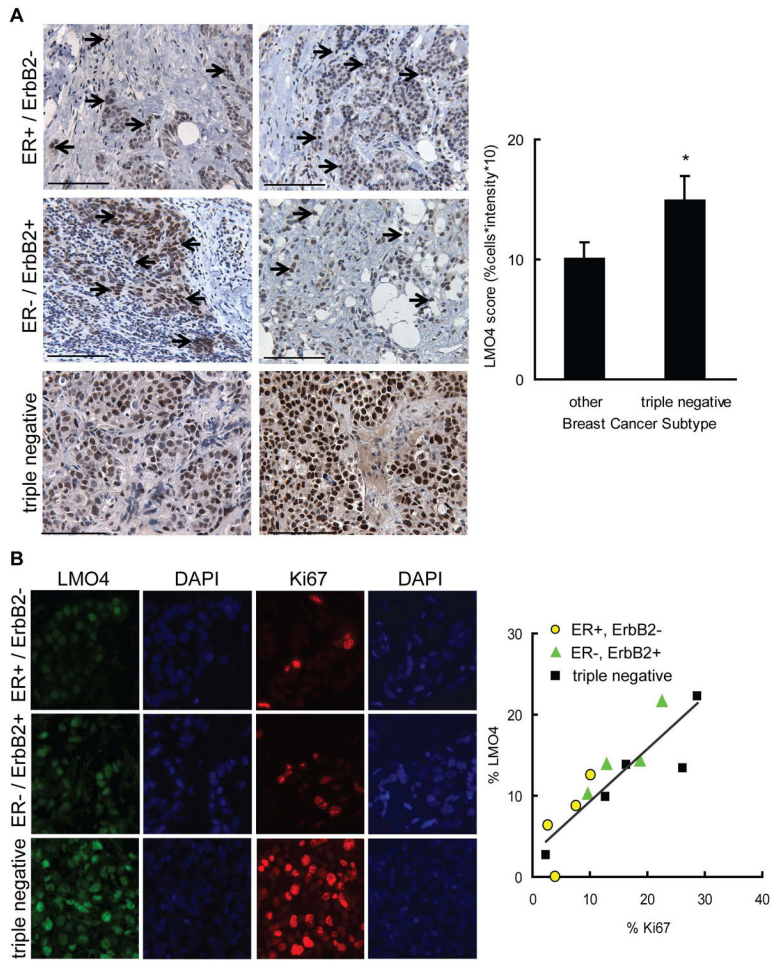 A
ER+ / ErbB2-
ER- / ErbB2+
triple negative
LMO4 score (%cells*intensity*10)
20
10
0
*
other
triple negative
Breast Cancer Subtype
B
LMO4
DAPI
Ki67
DAPI
ER+ / ErbB2-
ER- / ErbB2+
triple negative
ER+, ErbB2-
ER-, ErbB2+
triple negative
% LMO4
30
20
10
0
0
10
20
30
40
% Ki67